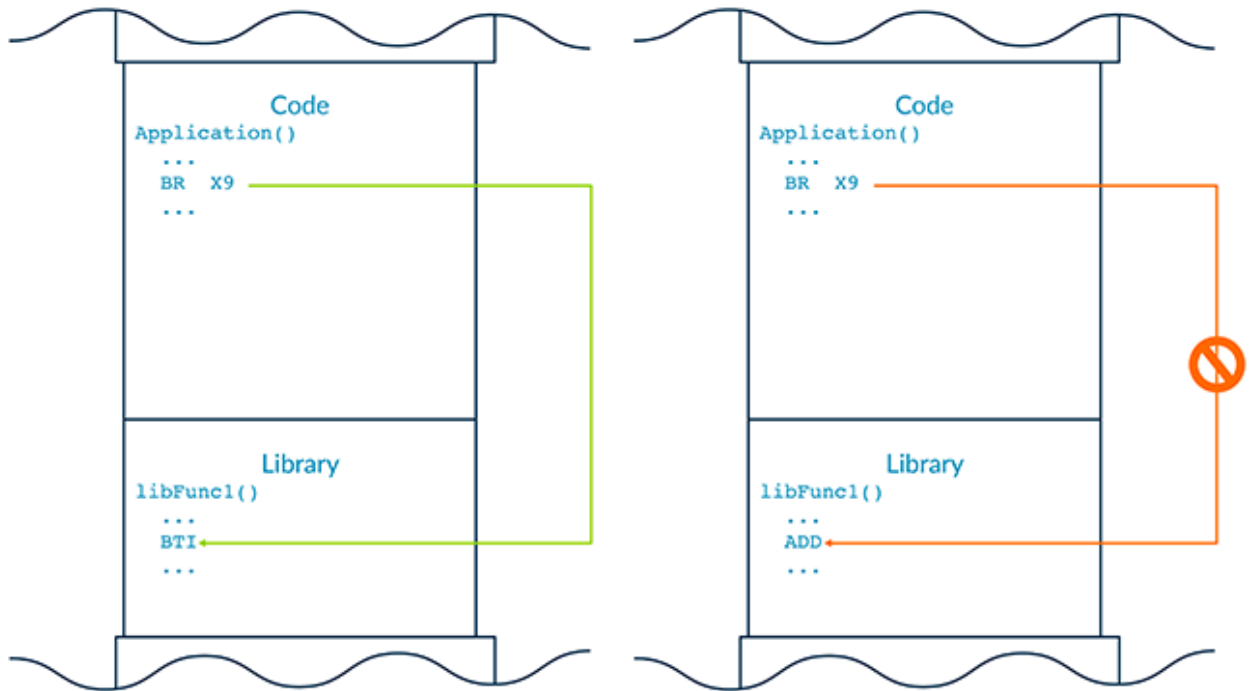 Code
Application()
...
BR X9
...
Library
libFunc1()
...
BTI
...
Code
Application()
...
BR X9
...
Library
libFunc1()
...
ADD
...